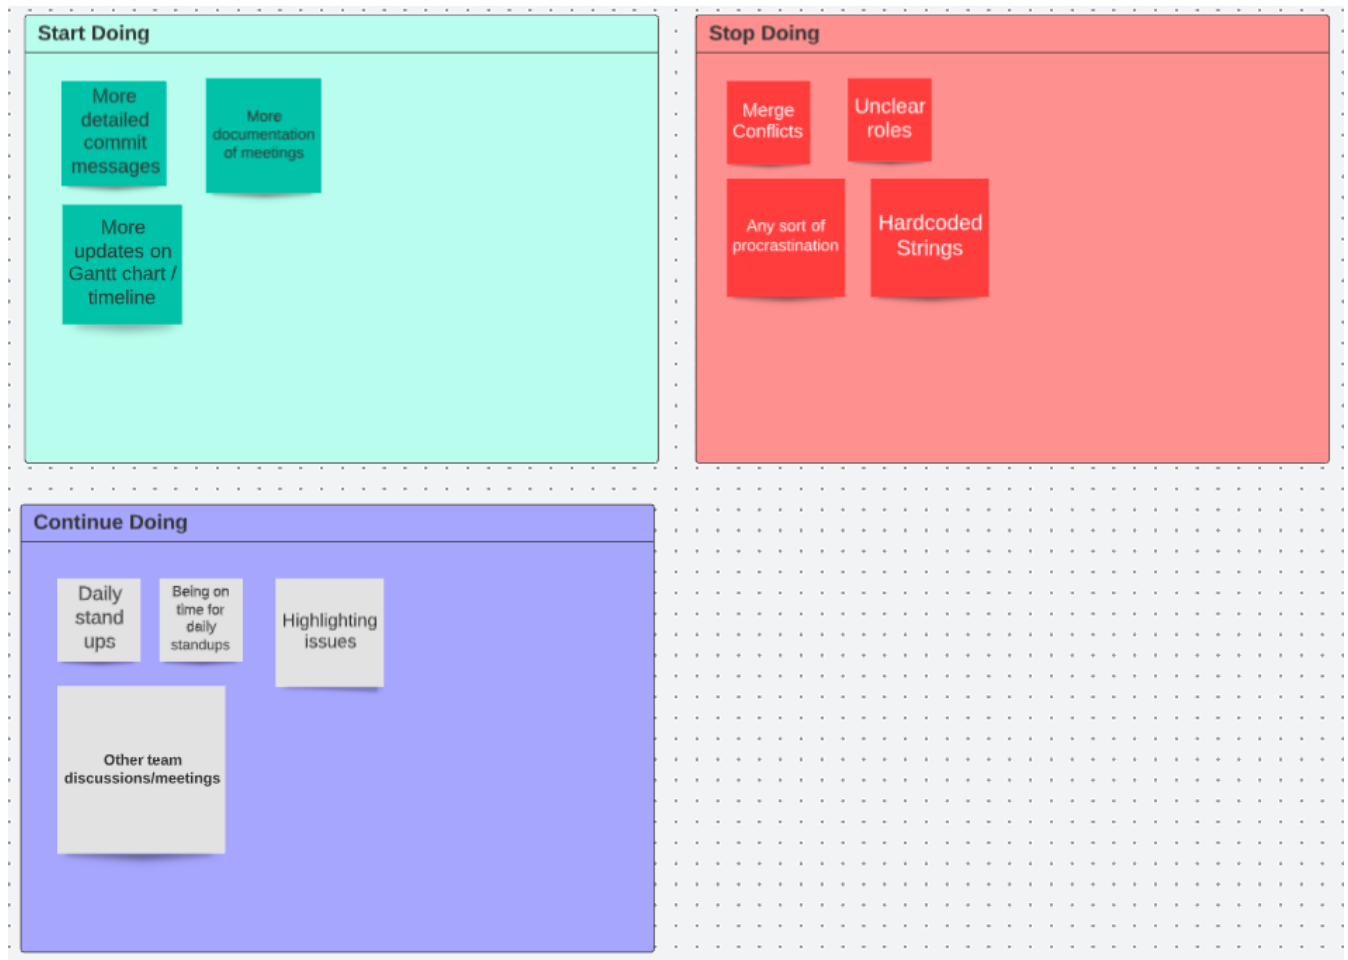 Start Doing
More
detailed
commit
messages
More
documentation
of meetings
More
updates on
Gantt chart /
timeline
Stop Doing
Merge
Conflicts
Unclear
roles
Any sort of
procrastination
Hardcoded
Strings
Continue Doing
Daily
stand
ups
Being on
time for
daily
standups
Highlighting
issues
Other team
discussions/meetings